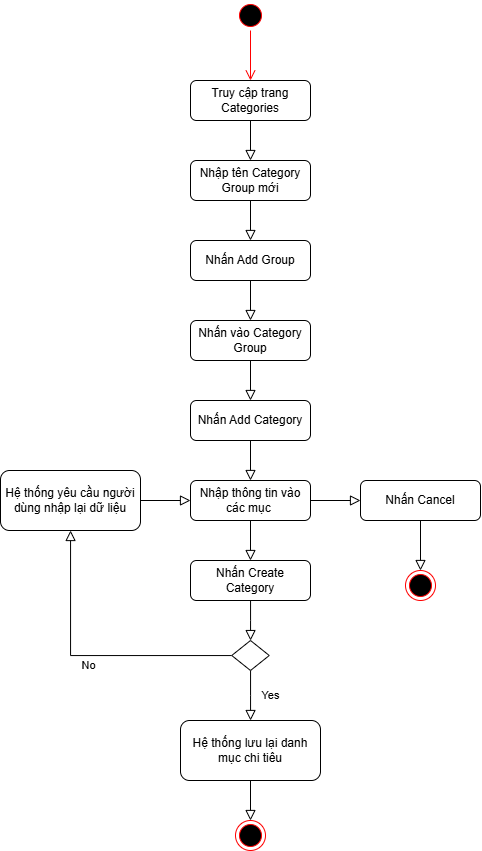 Truy cập trang
Categories
Nhập tên Category
Group mới
Nhấn Add Group
Nhấn vào Category
Group
Nhấn Add Category
Hệ thống yêu cầu người
dùng nhập lại dữ liệu
Nhập thông tin vào
các mục
Nhấn Cancel
Nhấn Create
Category
No
Yes
Hệ thống lưu lại danh
mục chi tiêu